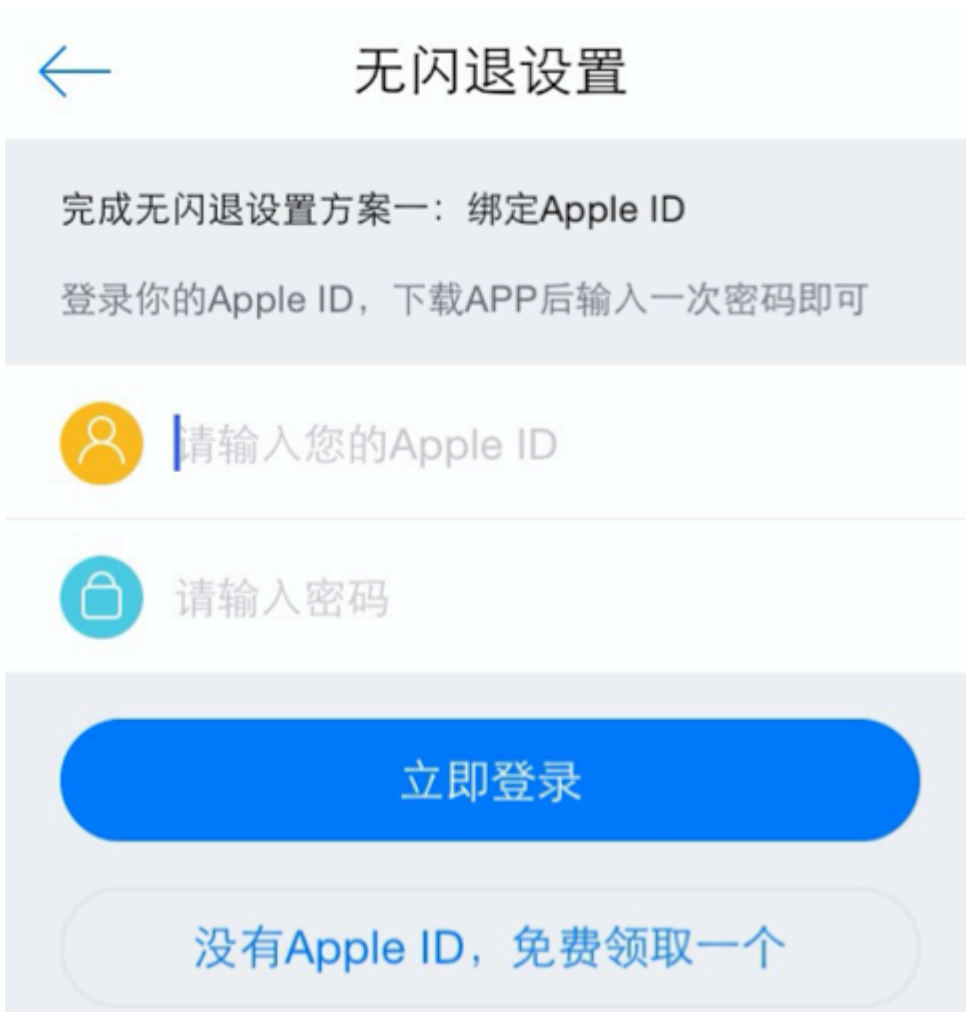 无闪退设置
完成无闪退设置方案一：绑定Apple ID
登录你的Apple ID，下载APP后输入一次密码即可
请输入您的Apple ID
请输入密码
立即登录
没有Apple ID，免费领取一个